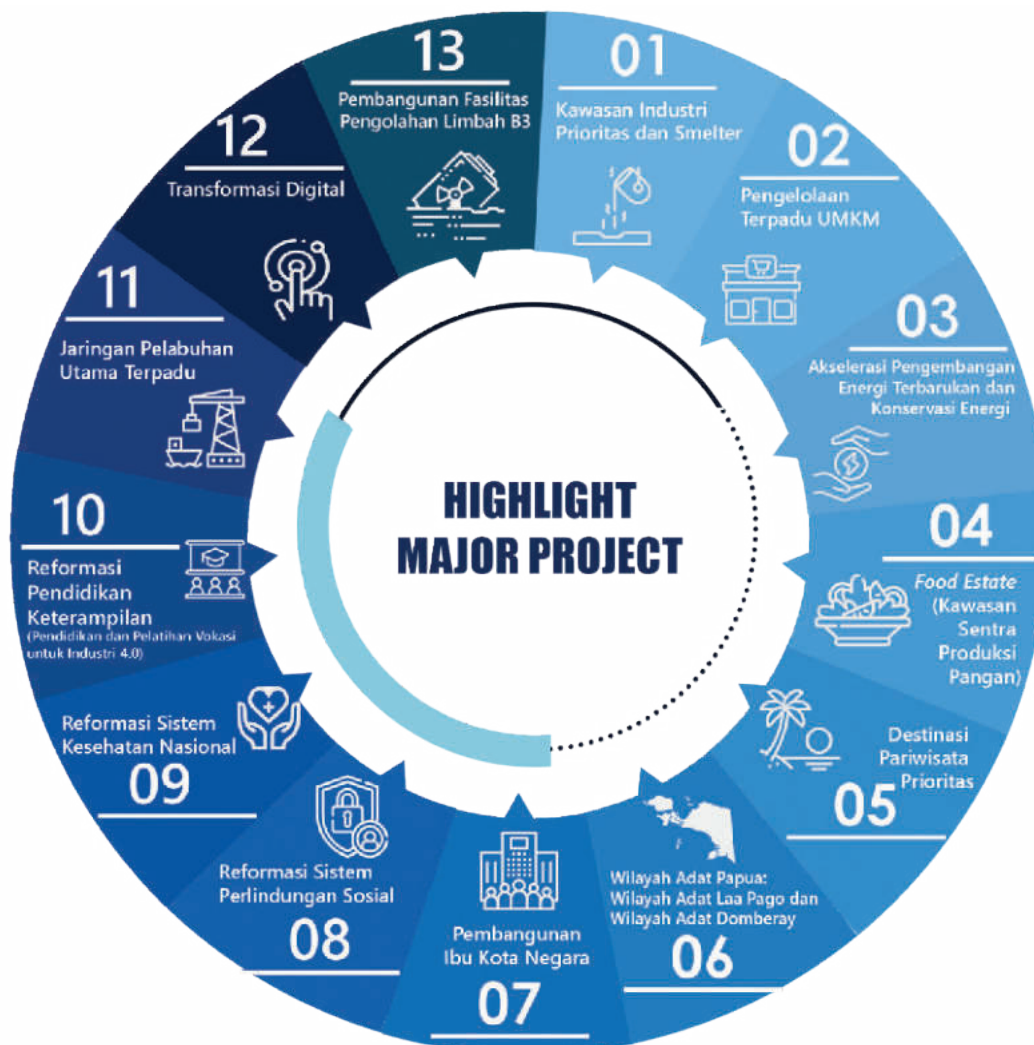 HIGHLIGHT
MAJOR PROJECT
01
Kawasan Industri
Prioritas dan Smelter
02
Pengelolaan
Terpadu UMKM
03
Akselerasi Pengembangan
Energi Terbarukan dan
Konservasi Energi
04
Food Estate
(Kawasan
Sentra
Produksi
Pangan)
Destinasi
Pariwisata
Prioritas
05
Wilayah Adat Papua:
Wilayah Adat Laa Pago dan
Wilayah Adat Domberay
06
Pembangunan
Ibu Kota Negara
07
Reformasi Sistem
Perlindungan Sosial
08
Reformasi Sistem
Kesehatan Nasional
09
10
Reformasi
Pendidikan
Keterampilan
(Pendidikan dan Pelatihan Vokasi
untuk Industri 4.0)
11
Jaringan Pelabuhan
Utama Terpadu
12
Transformasi Digital
13
Pembangunan Fasilitas
Pengolahan Limbah B3